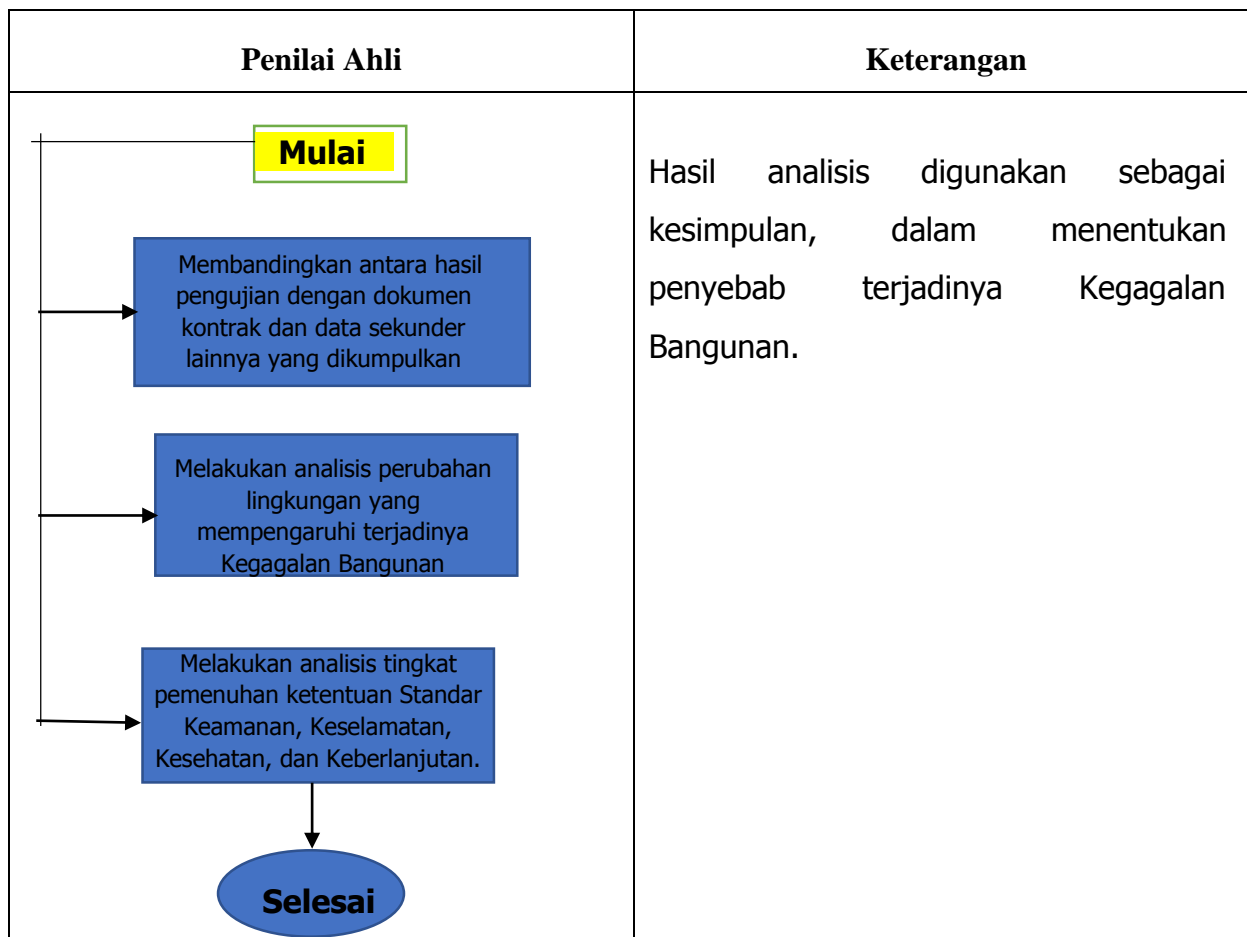 Penilai Ahli
Keterangan
Mulai
Membandingkan antara hasil
pengujian dengan dokumen
kontrak dan data sekunder
lainnya yang dikumpulkan
Melakukan analisis perubahan
lingkungan yang
mempengaruhi terjadinya
Kegagalan Bangunan
Melakukan analisis tingkat
pemenuhan ketentuan Standar
Keamanan, Keselamatan,
Kesehatan, dan Keberlanjutan.
Selesai
Hasil analisis digunakan sebagai
kesimpulan, dalam menentukan
penyebab terjadinya Kegagalan
Bangunan.